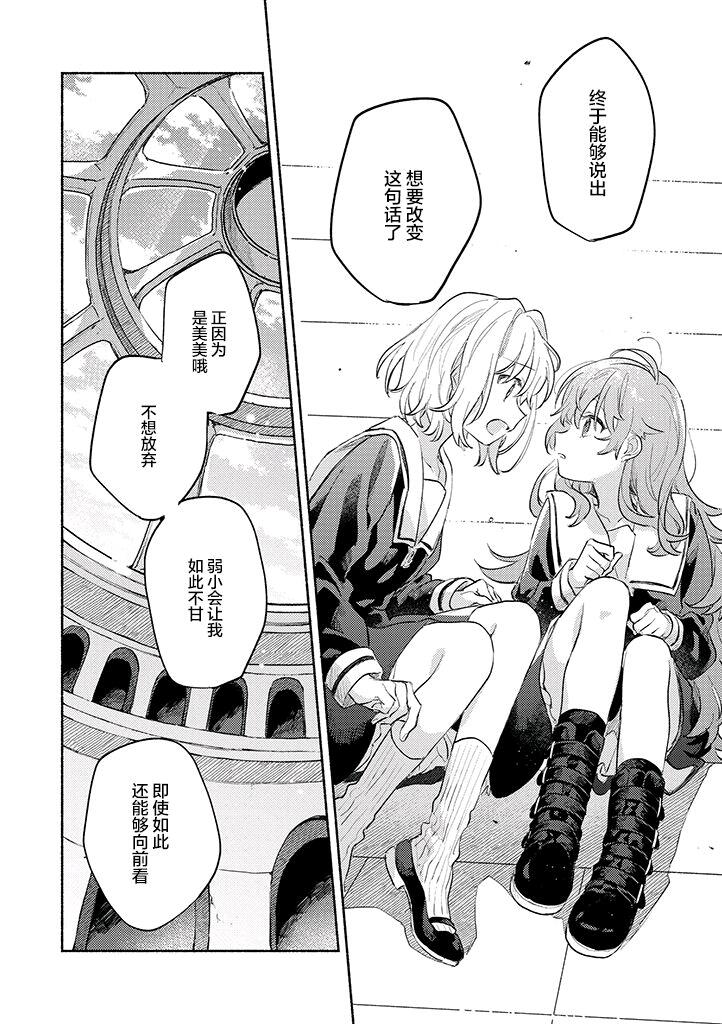 终于能够说出
想要改变
这句话了
正因为
是美美哦
不想放弃
弱小会让我
如此不甘
即使如此
还能够向前看